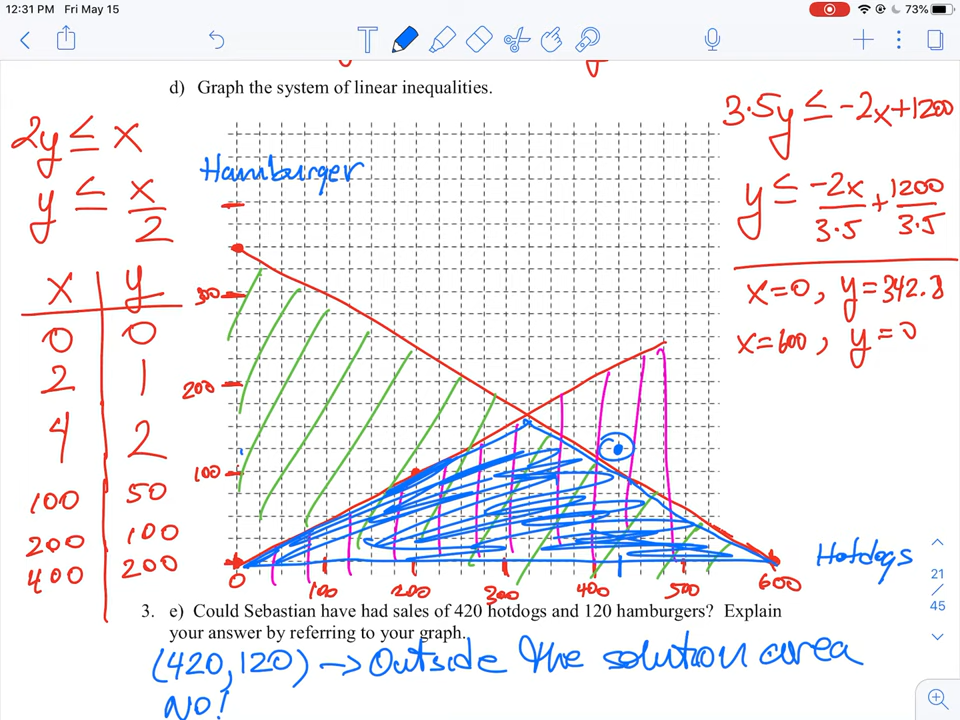 12:31 PM Fri May 15
73%
d) Graph the system of linear inequalities.
2y ≤ x
y ≤ x/2
x | y
0 | 0
2 | 1
4 | 2
100 | 50
200 | 100
400 | 200
Hamburger
300
200
100
0 100 200 300 400 500 600
Hotdogs
3.5y ≤ -2x+1200
y ≤ -2x/3.5 + 1200/3.5
x=0, y=342.8
x=600, y=0
21
/
45
3. e) Could Sebastian have had sales of 420 hotdogs and 120 hamburgers? Explain
your answer by referring to your graph.
(420,120) → Outside the solution area
NO!